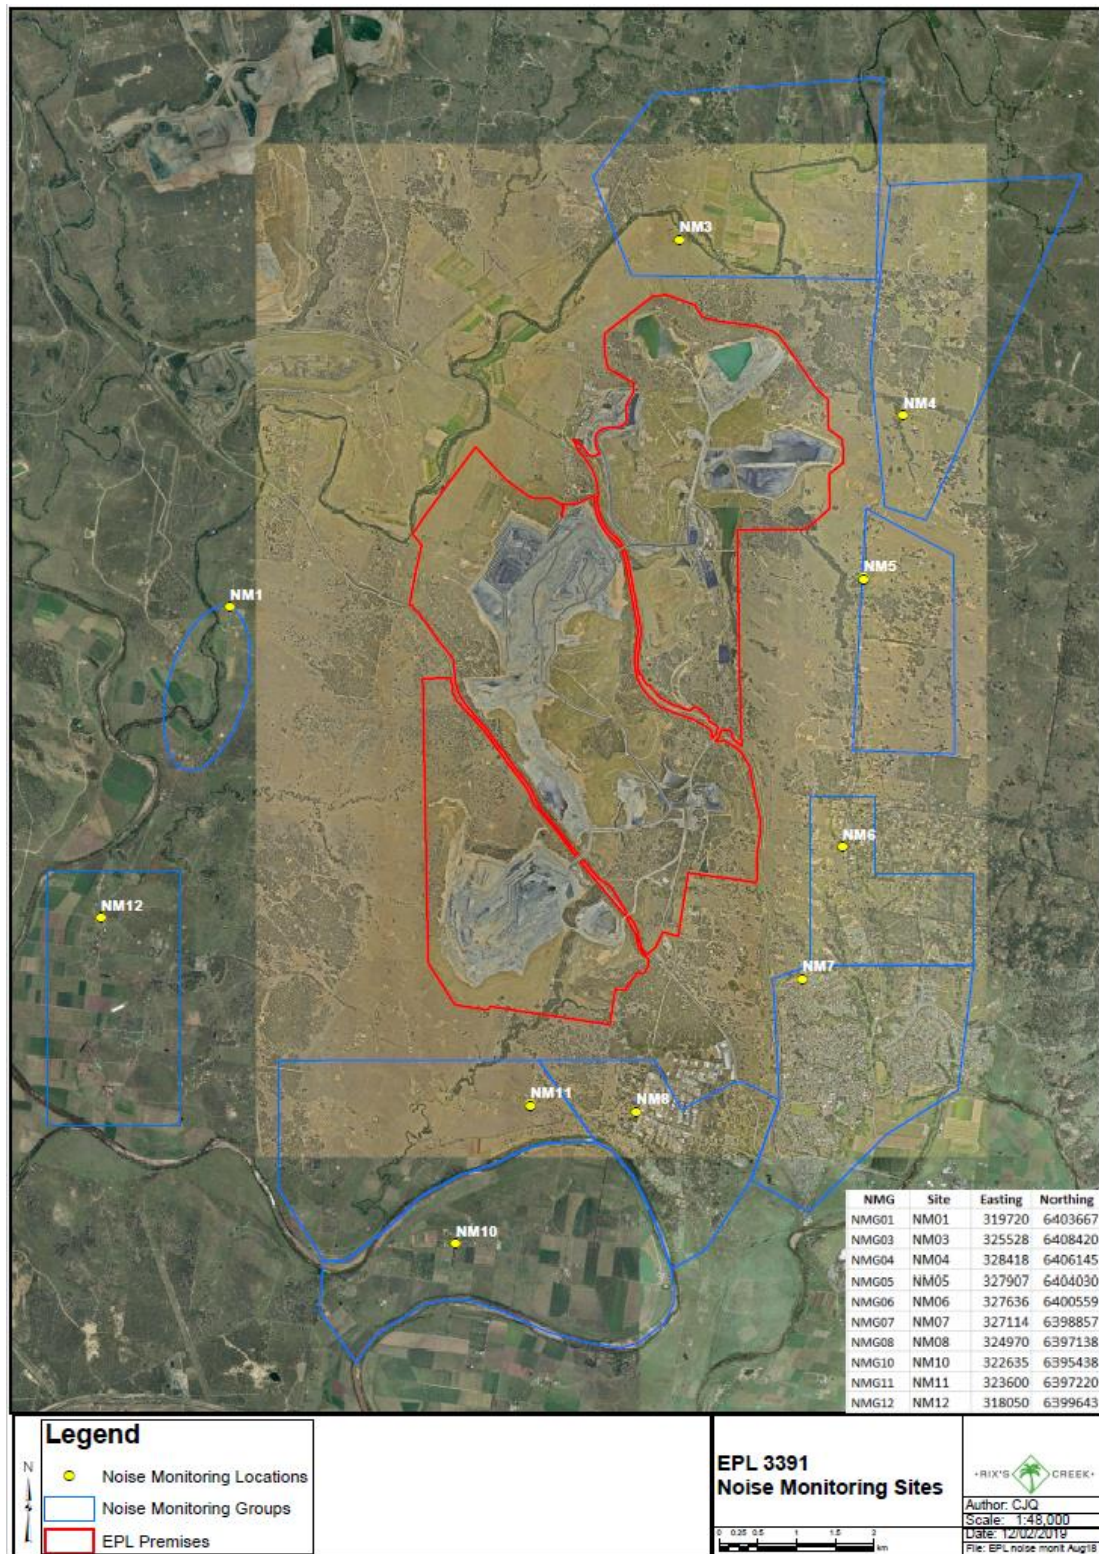 NM3
NM4
NM5
NM1
NM6
NM12
NM7
NM11
NM8
NM10
NMG Site Easting Northing
NMG01 NM01 319720 6403667
NMG03 NM03 325528 6408420
NMG04 NM04 328418 6406145
NMG05 NM05 327907 6404030
NMG06 NM06 327636 6400559
NMG07 NM07 327114 6398857
NMG08 NM08 324970 6397138
NMG10 NM10 322635 6395438
NMG11 NM11 323600 6397220
NMG12 NM12 318050 6399643
Legend
N
Noise Monitoring Locations
Noise Monitoring Groups
EPL Premises
EPL 3391
Noise Monitoring Sites
0 0.25 0.5 1 1.5 2
km
RIX'S CREEK
Author: CJQ
Scale: 1:48,000
Date: 12/02/2019
File: EPL noise monit Aug18